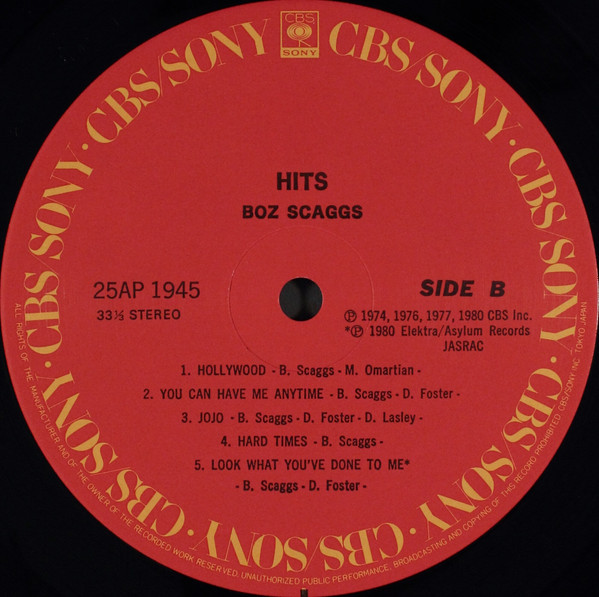 CBS
SONY
CBS/SONY · CBS/SONY · CBS/SONY · CBS/SONY · CBS/SONY · CBS/SONY · CBS/SONY
HITS
BOZ SCAGGS
25AP 1945
33⅓ STEREO
SIDE B
Ⓟ 1974, 1976, 1977, 1980 CBS Inc.
*Ⓟ 1980 Elektra/Asylum Records
JASRAC
1. HOLLYWOOD - B. Scaggs - M. Omartian -
2. YOU CAN HAVE ME ANYTIME - B. Scaggs - D. Foster -
3. JOJO - B. Scaggs - D. Foster - D. Lasley -
4. HARD TIMES - B. Scaggs -
5. LOOK WHAT YOU'VE DONE TO ME*
- B. Scaggs - D. Foster -
ALL RIGHTS OF THE MANUFACTURER AND OF THE OWNER OF THE RECORDED WORK RESERVED. UNAUTHORIZED PUBLIC PERFORMANCE, BROADCASTING AND COPYING OF THIS RECORD PROHIBITED. CBS/SONY INC. TOKYO JAPAN